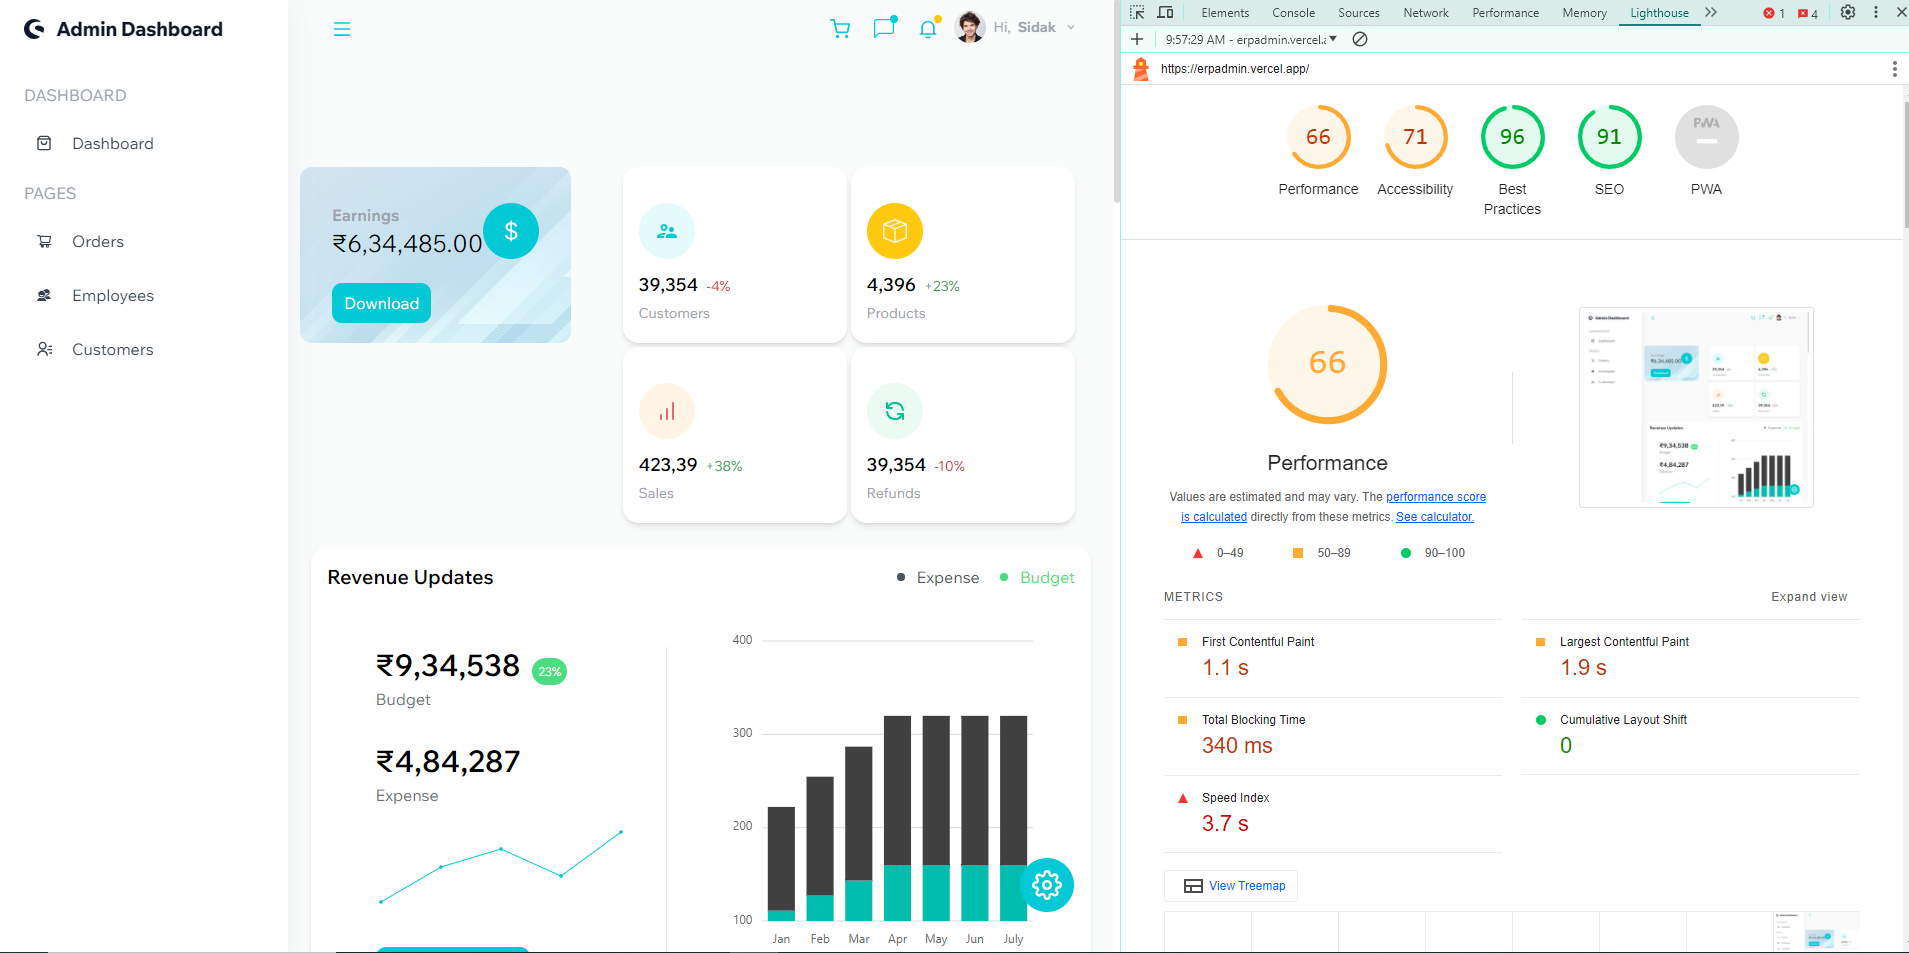 Admin Dashboard
Hi, Sidak
DASHBOARD
Dashboard
PAGES
Orders
Employees
Customers
Earnings
₹6,34,485.00
$
Download
39,354 -4%
Customers
4,396 +23%
Products
423,39 +38%
Sales
39,354 -10%
Refunds
Revenue Updates
Expense
Budget
₹9,34,538 23%
Budget
₹4,84,287
Expense
400
300
200
100
Jan Feb Mar Apr May Jun July
Elements Console Sources Network Performance Memory Lighthouse 1 4
9:57:29 AM - erpadmin.vercel.a
https://erpadmin.vercel.app/
66 71 96 91 PWA
Performance Accessibility Best Practices SEO PWA
66
Performance
Values are estimated and may vary. The performance score
is calculated directly from these metrics. See calculator.
0–49 50–89 90–100
METRICS
Expand view
First Contentful Paint
1.1 s
Largest Contentful Paint
1.9 s
Total Blocking Time
340 ms
Cumulative Layout Shift
0
Speed Index
3.7 s
View Treemap